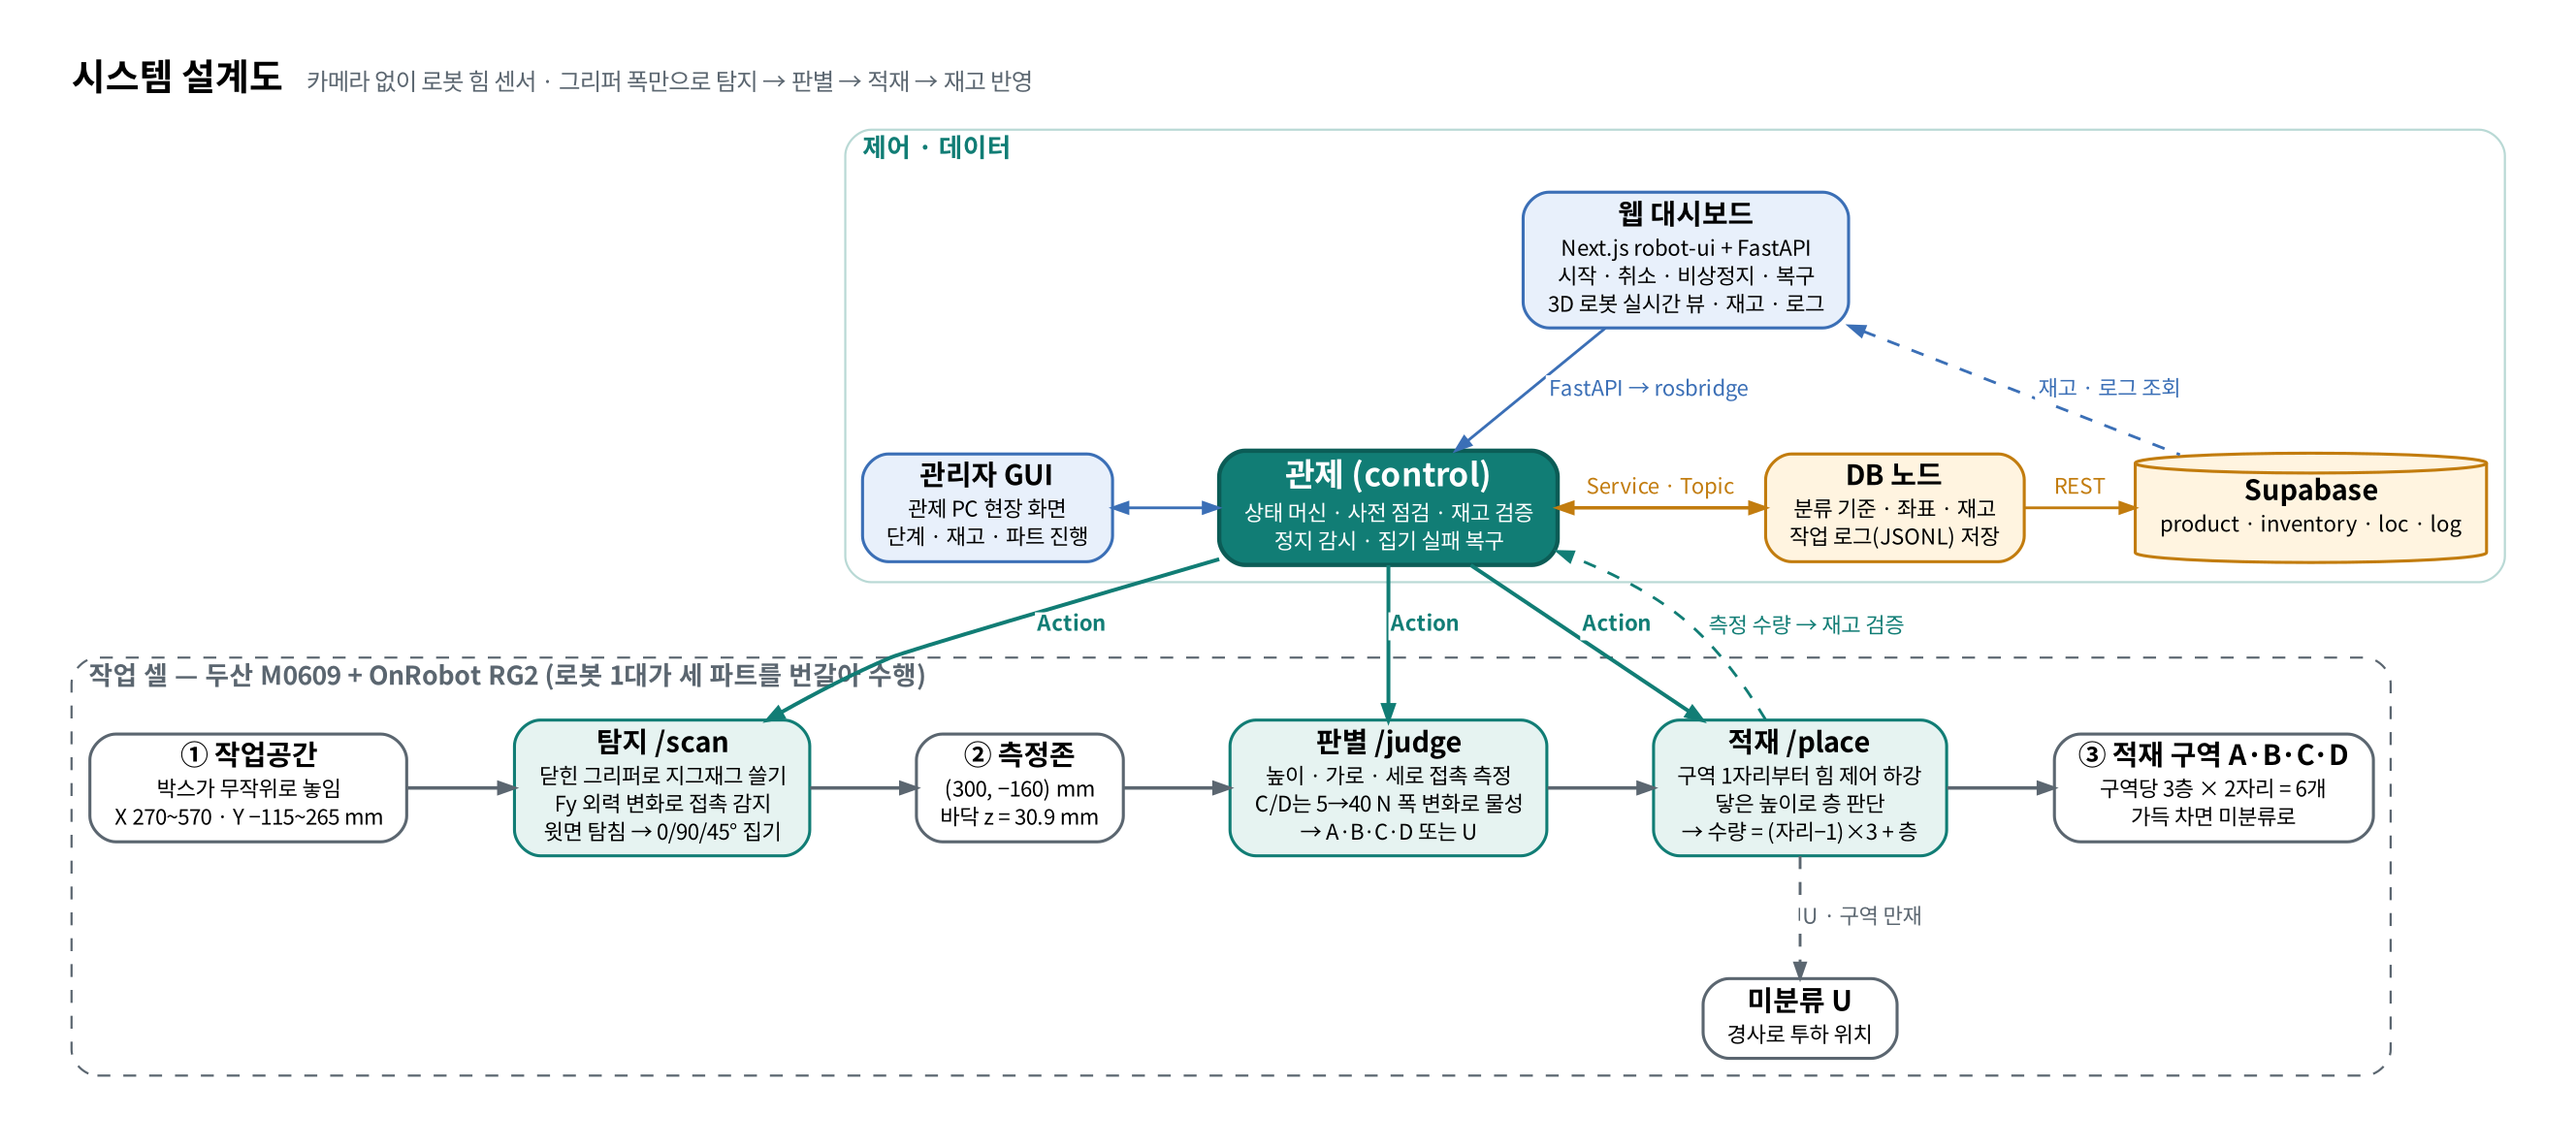 시스템 설계도 카메라 없이 로봇 힘 센서 · 그리퍼 폭만으로 탐지 → 판별 → 적재 → 재고 반영
제어 · 데이터
웹 대시보드
Next.js robot-ui + FastAPI
시작 · 취소 · 비상정지 · 복구
3D 로봇 실시간 뷰 · 재고 · 로그
FastAPI → rosbridge
재고 · 로그 조회
관리자 GUI
관제 PC 현장 화면
단계 · 재고 · 파트 진행
관제 (control)
상태 머신 · 사전 점검 · 재고 검증
정지 감시 · 집기 실패 복구
Service · Topic
DB 노드
분류 기준 · 좌표 · 재고
작업 로그(JSONL) 저장
REST
Supabase
product · inventory · loc · log
Action
Action
Action
측정 수량 → 재고 검증
작업 셀 — 두산 M0609 + OnRobot RG2 (로봇 1대가 세 파트를 번갈아 수행)
① 작업공간
박스가 무작위로 놓임
X 270~570 · Y −115~265 mm
탐지 /scan
닫힌 그리퍼로 지그재그 쓸기
Fy 외력 변화로 접촉 감지
윗면 탐침 → 0/90/45° 집기
② 측정존
(300, −160) mm
바닥 z = 30.9 mm
판별 /judge
높이 · 가로 · 세로 접촉 측정
C/D는 5→40 N 폭 변화로 물성
→ A·B·C·D 또는 U
적재 /place
구역 1자리부터 힘 제어 하강
닿은 높이로 층 판단
→ 수량 = (자리−1)×3 + 층
③ 적재 구역 A·B·C·D
구역당 3층 × 2자리 = 6개
가득 차면 미분류로
U · 구역 만재
미분류 U
경사로 투하 위치